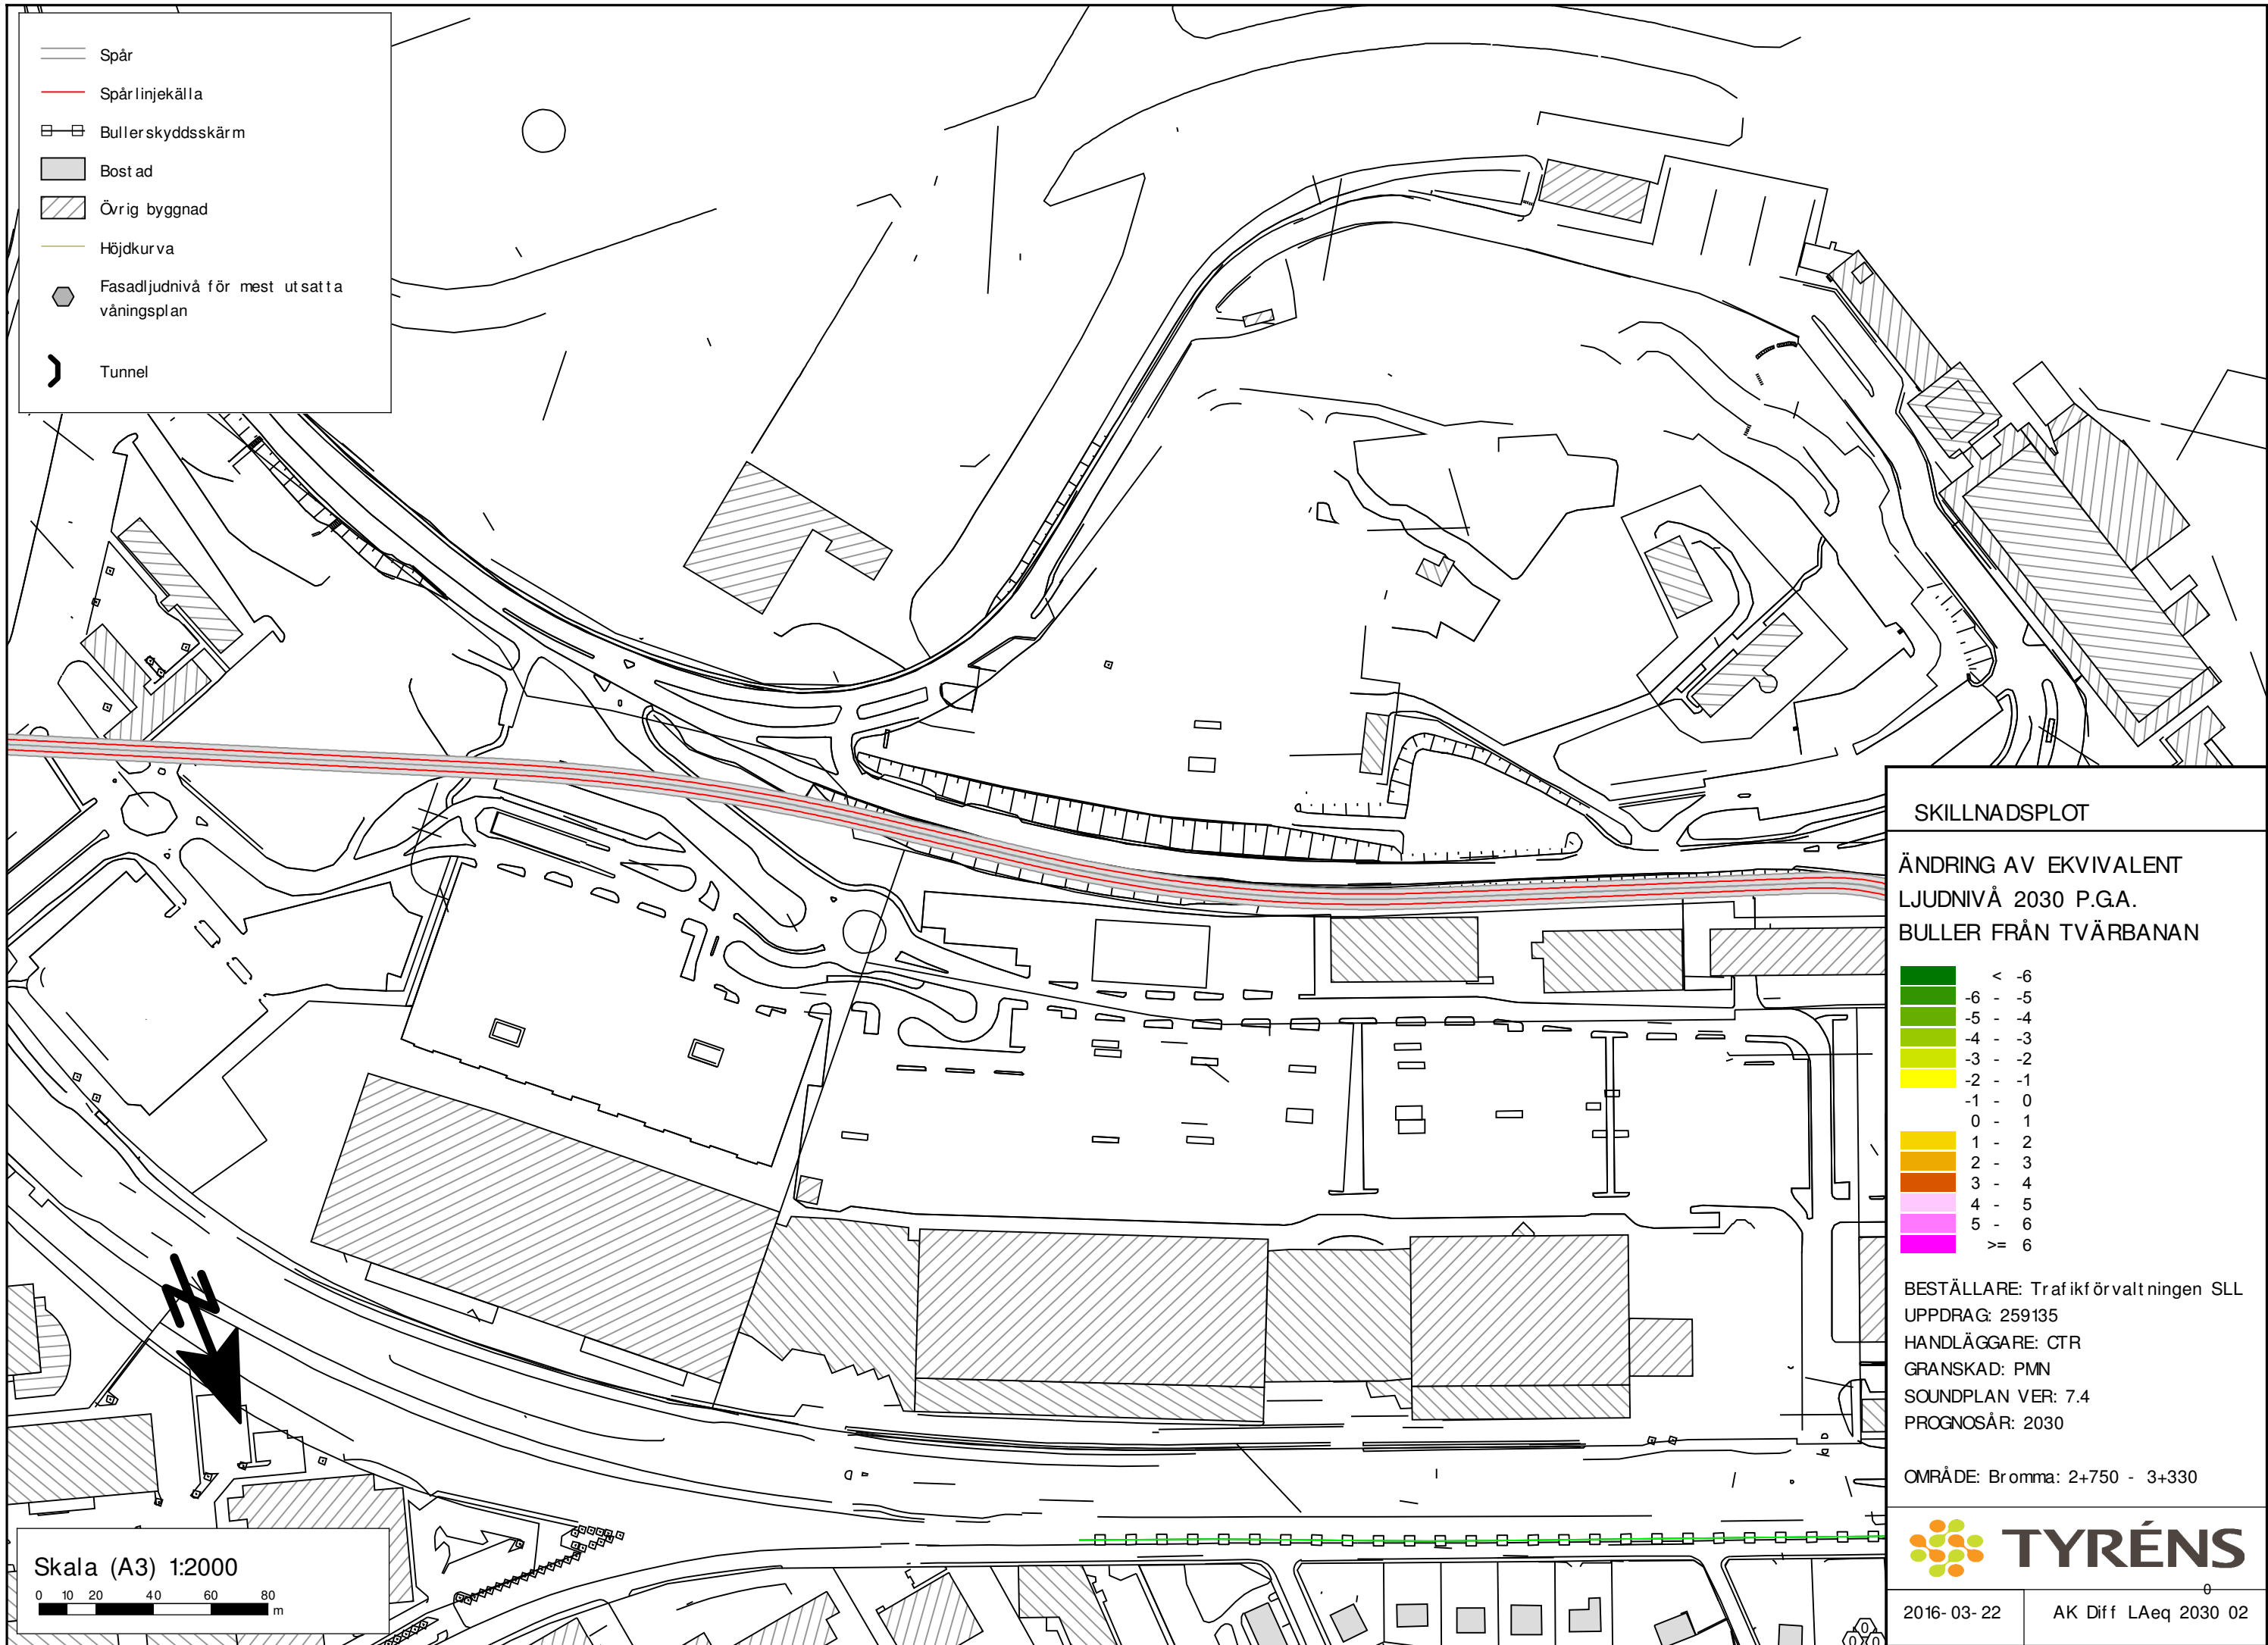 Spår
Spårlinjekälla
Bullerskyddsskärm
Bostad
Övrig byggnad
Höjdkurva
Fasadljudnivå för mest utsatta
våningsplan
Tunnel
SKILLNADSPLOT
ÄNDRING AV EKVIVALENT
LJUDNIVÅ 2030 P.G.A.
BULLER FRÅN TVÄRBANAN
< -6
-6 - -5
-5 - -4
-4 - -3
-3 - -2
-2 - -1
-1 - 0
0 - 1
1 - 2
2 - 3
3 - 4
4 - 5
5 - 6
>= 6
BESTÄLLARE: Trafikförvaltningen SLL
UPPDRAG: 259135
HANDLÄGGARE: CTR
GRANSKAD: PMN
SOUNDPLAN VER: 7.4
PROGNOSÅR: 2030
OMRÅDE: Bromma: 2+750 - 3+330
TYRÉNS
0
2016-03-22
AK Diff LAeq 2030 02
N
Skala (A3) 1:2000
0 10 20 40 60 80
m
0
0 0